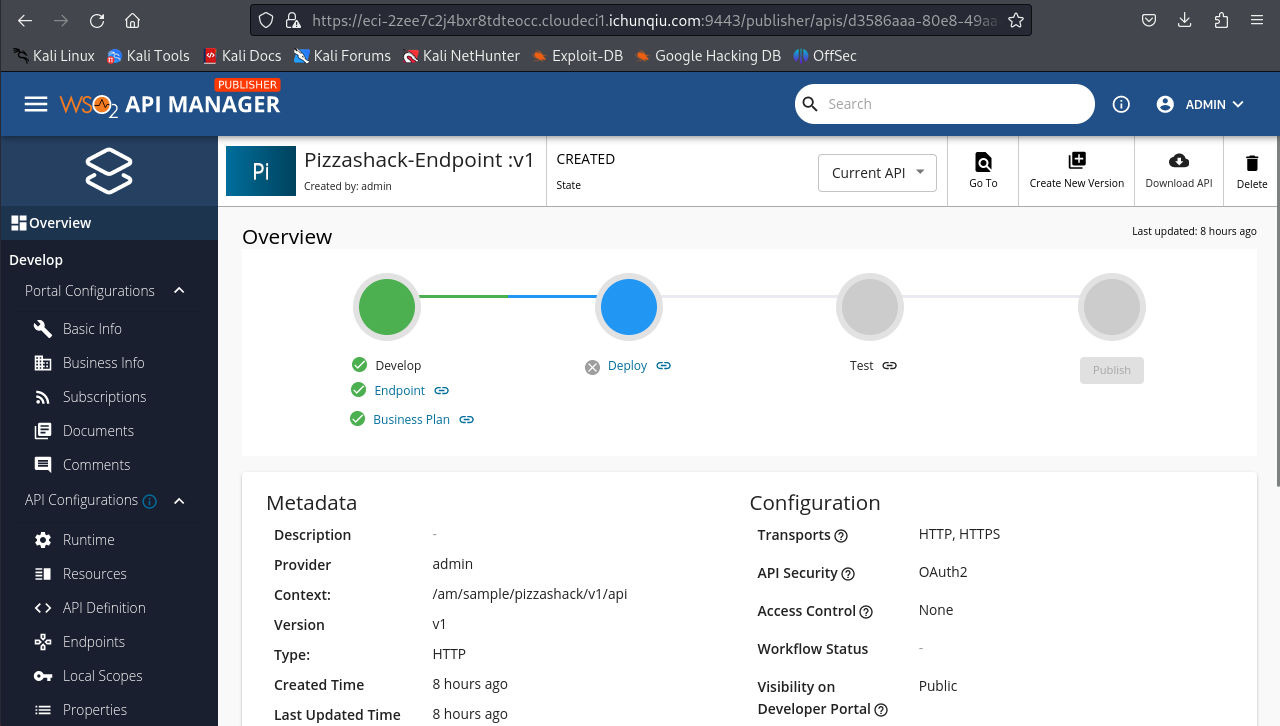 https://eci-2zee7c2j4bxr8tdteocc.cloudeci1.ichunqiu.com:9443/publisher/apis/d3586aaa-80e8-49aa
Kali Linux Kali Tools Kali Docs Kali Forums Kali NetHunter Exploit-DB Google Hacking DB OffSec
PUBLISHER
WSO2 API MANAGER
Search
ADMIN
Pi
Pizzashack-Endpoint :v1
Created by: admin
CREATED
State
Current API
Go To
Create New Version
Download API
Delete
Overview
Develop
Portal Configurations
Basic Info
Business Info
Subscriptions
Documents
Comments
API Configurations
Runtime
Resources
API Definition
Endpoints
Local Scopes
Properties
Overview
Last updated: 8 hours ago
Develop
Endpoint
Business Plan
Deploy
Test
Publish
Metadata
Description -
Provider admin
Context: /am/sample/pizzashack/v1/api
Version v1
Type: HTTP
Created Time 8 hours ago
Last Updated Time 8 hours ago
Configuration
Transports HTTP, HTTPS
API Security OAuth2
Access Control None
Workflow Status -
Visibility on Public
Developer Portal